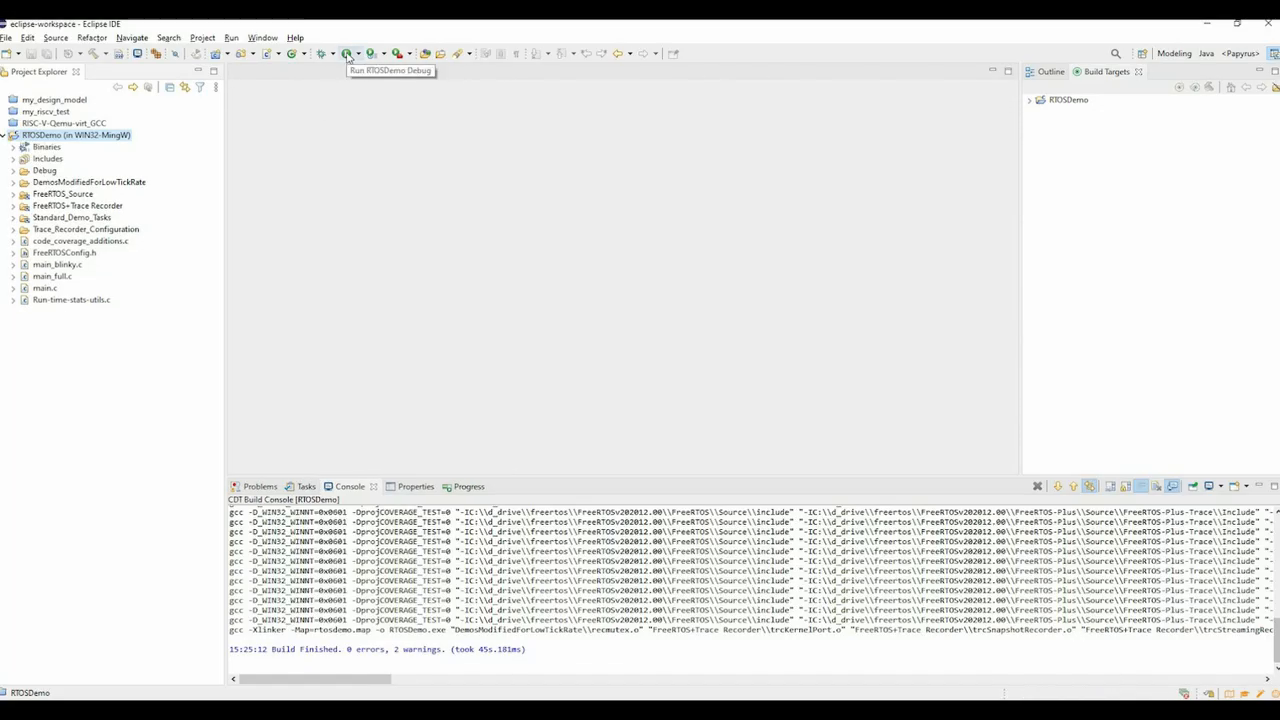 eclipse-workspace - Eclipse IDE
File Edit Source Refactor Navigate Search Project Run Window Help
Modeling Java <Papyrus>
Run RTOSDemo Debug
Project Explorer
Outline Build Targets
my_design_model
my_riscv_test
RISC-V-Qemu-virt_GCC
RTOSDemo (in WIN32-MingW)
Binaries
Includes
Debug
DemosModifiedForLowTickRate
FreeRTOS_Source
FreeRTOS+Trace Recorder
Standard_Demo_Tasks
Trace_Recorder_Configuration
code_coverage_additions.c
FreeRTOSConfig.h
main_blinky.c
main_full.c
main.c
Run-time-stats-utils.c
RTOSDemo
Problems Tasks Console Properties Progress
CDT Build Console [RTOSDemo]
gcc -D_WIN32_WINNT=0x0601 -DprojCOVERAGE_TEST=0 "-IC:\\d_drive\\freertos\\FreeRTOSv202012.00\\FreeRTOS\\Source\\include" "-IC:\\d_drive\\freertos\\FreeRTOSv202012.00\\FreeRTOS-Plus\\Source\\FreeRTOS-Plus-Trace\\Include" "-
gcc -D_WIN32_WINNT=0x0601 -DprojCOVERAGE_TEST=0 "-IC:\\d_drive\\freertos\\FreeRTOSv202012.00\\FreeRTOS\\Source\\include" "-IC:\\d_drive\\freertos\\FreeRTOSv202012.00\\FreeRTOS-Plus\\Source\\FreeRTOS-Plus-Trace\\Include" "-
gcc -D_WIN32_WINNT=0x0601 -DprojCOVERAGE_TEST=0 "-IC:\\d_drive\\freertos\\FreeRTOSv202012.00\\FreeRTOS\\Source\\include" "-IC:\\d_drive\\freertos\\FreeRTOSv202012.00\\FreeRTOS-Plus\\Source\\FreeRTOS-Plus-Trace\\Include" "-
gcc -D_WIN32_WINNT=0x0601 -DprojCOVERAGE_TEST=0 "-IC:\\d_drive\\freertos\\FreeRTOSv202012.00\\FreeRTOS\\Source\\include" "-IC:\\d_drive\\freertos\\FreeRTOSv202012.00\\FreeRTOS-Plus\\Source\\FreeRTOS-Plus-Trace\\Include" "-
gcc -D_WIN32_WINNT=0x0601 -DprojCOVERAGE_TEST=0 "-IC:\\d_drive\\freertos\\FreeRTOSv202012.00\\FreeRTOS\\Source\\include" "-IC:\\d_drive\\freertos\\FreeRTOSv202012.00\\FreeRTOS-Plus\\Source\\FreeRTOS-Plus-Trace\\Include" "-
gcc -D_WIN32_WINNT=0x0601 -DprojCOVERAGE_TEST=0 "-IC:\\d_drive\\freertos\\FreeRTOSv202012.00\\FreeRTOS\\Source\\include" "-IC:\\d_drive\\freertos\\FreeRTOSv202012.00\\FreeRTOS-Plus\\Source\\FreeRTOS-Plus-Trace\\Include" "-
gcc -D_WIN32_WINNT=0x0601 -DprojCOVERAGE_TEST=0 "-IC:\\d_drive\\freertos\\FreeRTOSv202012.00\\FreeRTOS\\Source\\include" "-IC:\\d_drive\\freertos\\FreeRTOSv202012.00\\FreeRTOS-Plus\\Source\\FreeRTOS-Plus-Trace\\Include" "-
gcc -D_WIN32_WINNT=0x0601 -DprojCOVERAGE_TEST=0 "-IC:\\d_drive\\freertos\\FreeRTOSv202012.00\\FreeRTOS\\Source\\include" "-IC:\\d_drive\\freertos\\FreeRTOSv202012.00\\FreeRTOS-Plus\\Source\\FreeRTOS-Plus-Trace\\Include" "-
gcc -D_WIN32_WINNT=0x0601 -DprojCOVERAGE_TEST=0 "-IC:\\d_drive\\freertos\\FreeRTOSv202012.00\\FreeRTOS\\Source\\include" "-IC:\\d_drive\\freertos\\FreeRTOSv202012.00\\FreeRTOS-Plus\\Source\\FreeRTOS-Plus-Trace\\Include" "-
gcc -D_WIN32_WINNT=0x0601 -DprojCOVERAGE_TEST=0 "-IC:\\d_drive\\freertos\\FreeRTOSv202012.00\\FreeRTOS\\Source\\include" "-IC:\\d_drive\\freertos\\FreeRTOSv202012.00\\FreeRTOS-Plus\\Source\\FreeRTOS-Plus-Trace\\Include" "-
gcc -D_WIN32_WINNT=0x0601 -DprojCOVERAGE_TEST=0 "-IC:\\d_drive\\freertos\\FreeRTOSv202012.00\\FreeRTOS\\Source\\include" "-IC:\\d_drive\\freertos\\FreeRTOSv202012.00\\FreeRTOS-Plus\\Source\\FreeRTOS-Plus-Trace\\Include" "-
gcc -D_WIN32_WINNT=0x0601 -DprojCOVERAGE_TEST=0 "-IC:\\d_drive\\freertos\\FreeRTOSv202012.00\\FreeRTOS\\Source\\include" "-IC:\\d_drive\\freertos\\FreeRTOSv202012.00\\FreeRTOS-Plus\\Source\\FreeRTOS-Plus-Trace\\Include" "-
gcc -Xlinker -Map=rtosdemo.map -o RTOSDemo.exe "DemosModifiedForLowTickRate\\recmutex.o" "FreeRTOS+Trace Recorder\\trcKernelPort.o" "FreeRTOS+Trace Recorder\\trcSnapshotRecorder.o" "FreeRTOS+Trace Recorder\\trcStreamingRec
15:25:12 Build Finished. 0 errors, 2 warnings. (took 45s.181ms)
RTOSDemo